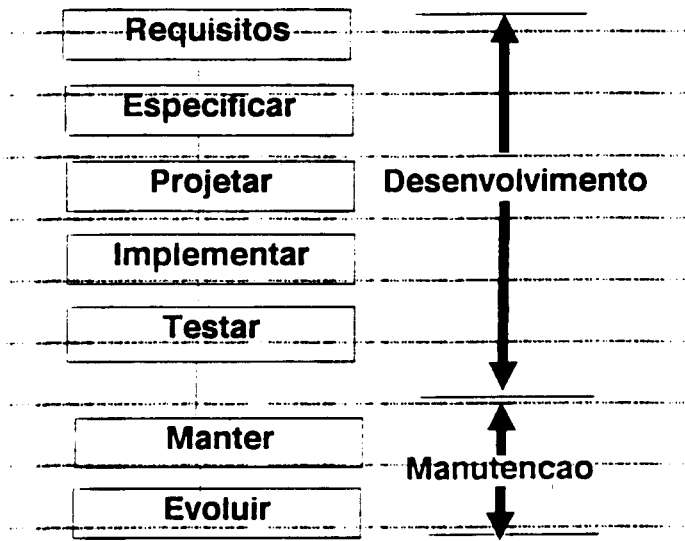 Requisitos
Especificar
Projetar
Desenvolvimento
Implementar
Testar
Manter
Manutencao
Evoluir